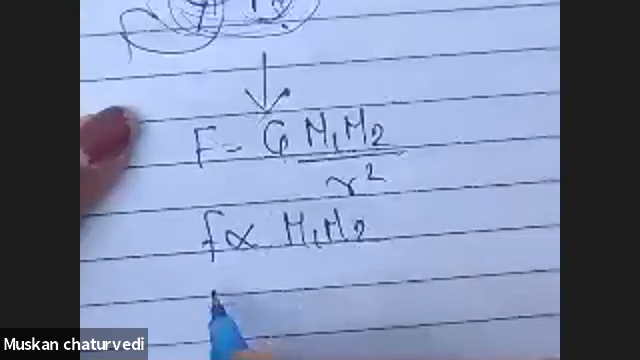 F = G M₁M₂
r²
f ∝ M₁M₂
Muskan chaturvedi